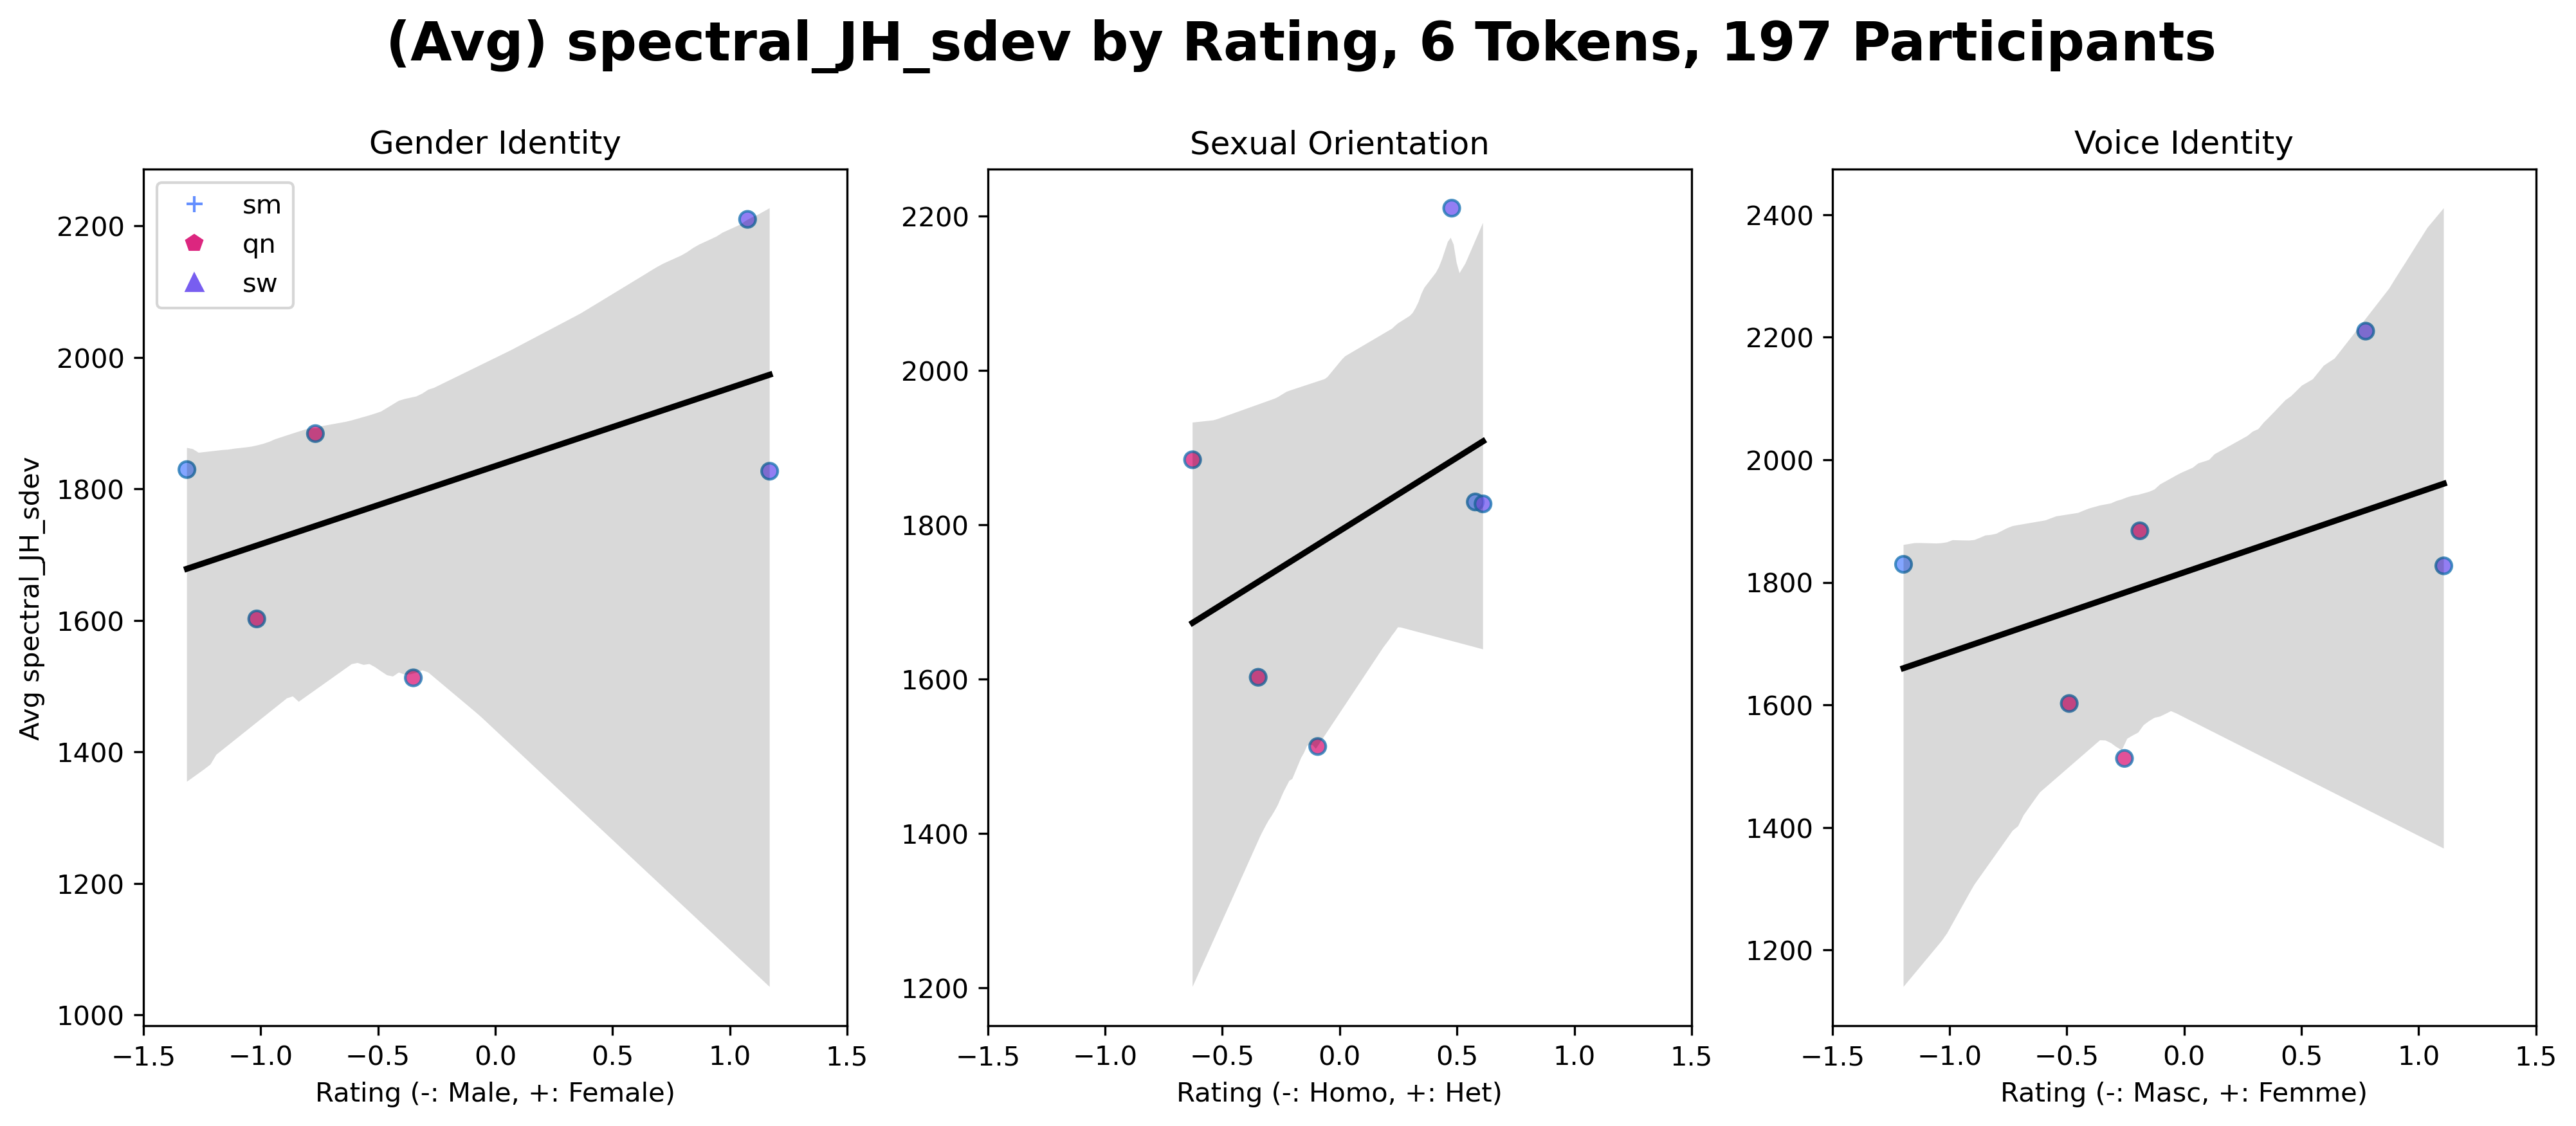 (Avg) spectral_JH_sdev by Rating, 6 Tokens, 197 Participants
Gender Identity
sm
qn
sw
Avg spectral_JH_sdev
2200
2000
1800
1600
1400
1200
1000
−1.5 −1.0 −0.5 0.0 0.5 1.0 1.5
Rating (-: Male, +: Female)
Sexual Orientation
2200
2000
1800
1600
1400
1200
−1.5 −1.0 −0.5 0.0 0.5 1.0 1.5
Rating (-: Homo, +: Het)
Voice Identity
2400
2200
2000
1800
1600
1400
1200
−1.5 −1.0 −0.5 0.0 0.5 1.0 1.5
Rating (-: Masc, +: Femme)